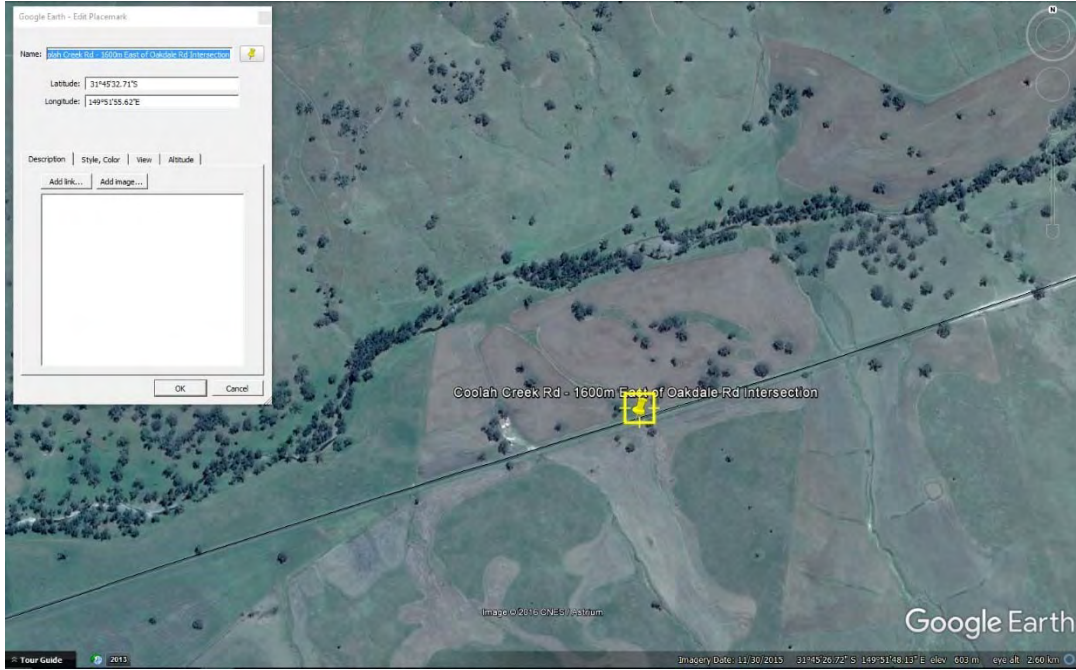 Google Earth - Edit Placemark
Name: olah Creek Rd - 1600m East of Oakdale Rd Intersection
Latitude: 31°45'32.71"S
Longitude: 149°51'55.62"E
Description Style, Color View Altitude
Add link... Add image...
OK Cancel
N
Coolah Creek Rd - 1600m East of Oakdale Rd Intersection
Image © 2016 CNES / Astrium
Google Earth
Tour Guide 2015 Imagery Date: 11/30/2015 31°45'26.72" S 149°51'48.13" E elev 603 m eye alt 2.60 km